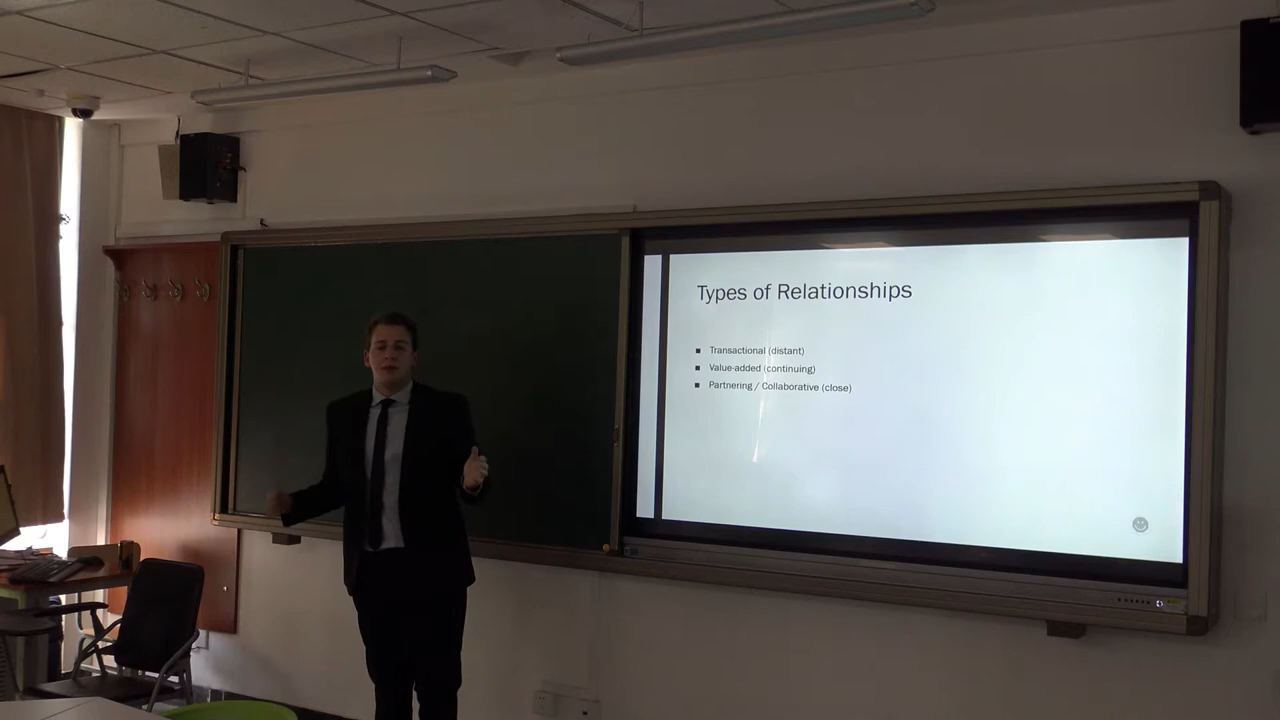 Types of Relationships
■ Transactional (distant)
■ Value-added (continuing)
■ Partnering / Collaborative (close)